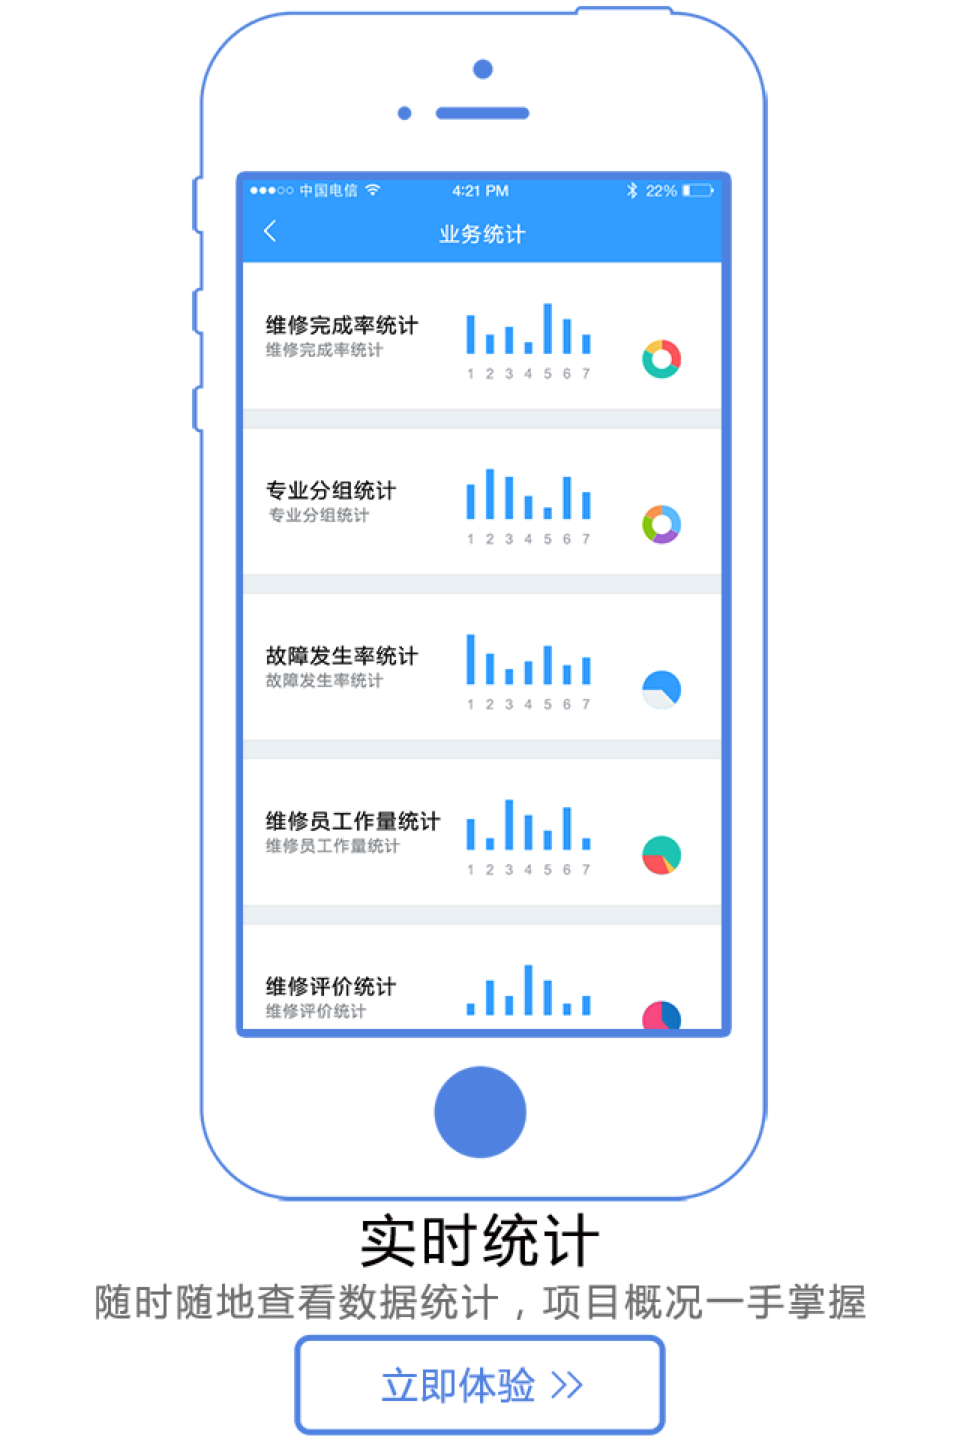 中国电信 4:21 PM 22%
业务统计
维修完成率统计
维修完成率统计
1 2 3 4 5 6 7
专业分组统计
专业分组统计
1 2 3 4 5 6 7
故障发生率统计
故障发生率统计
1 2 3 4 5 6 7
维修员工作量统计
维修员工作量统计
1 2 3 4 5 6 7
维修评价统计
维修评价统计
实时统计
随时随地查看数据统计，项目概况一手掌握
立即体验 >>